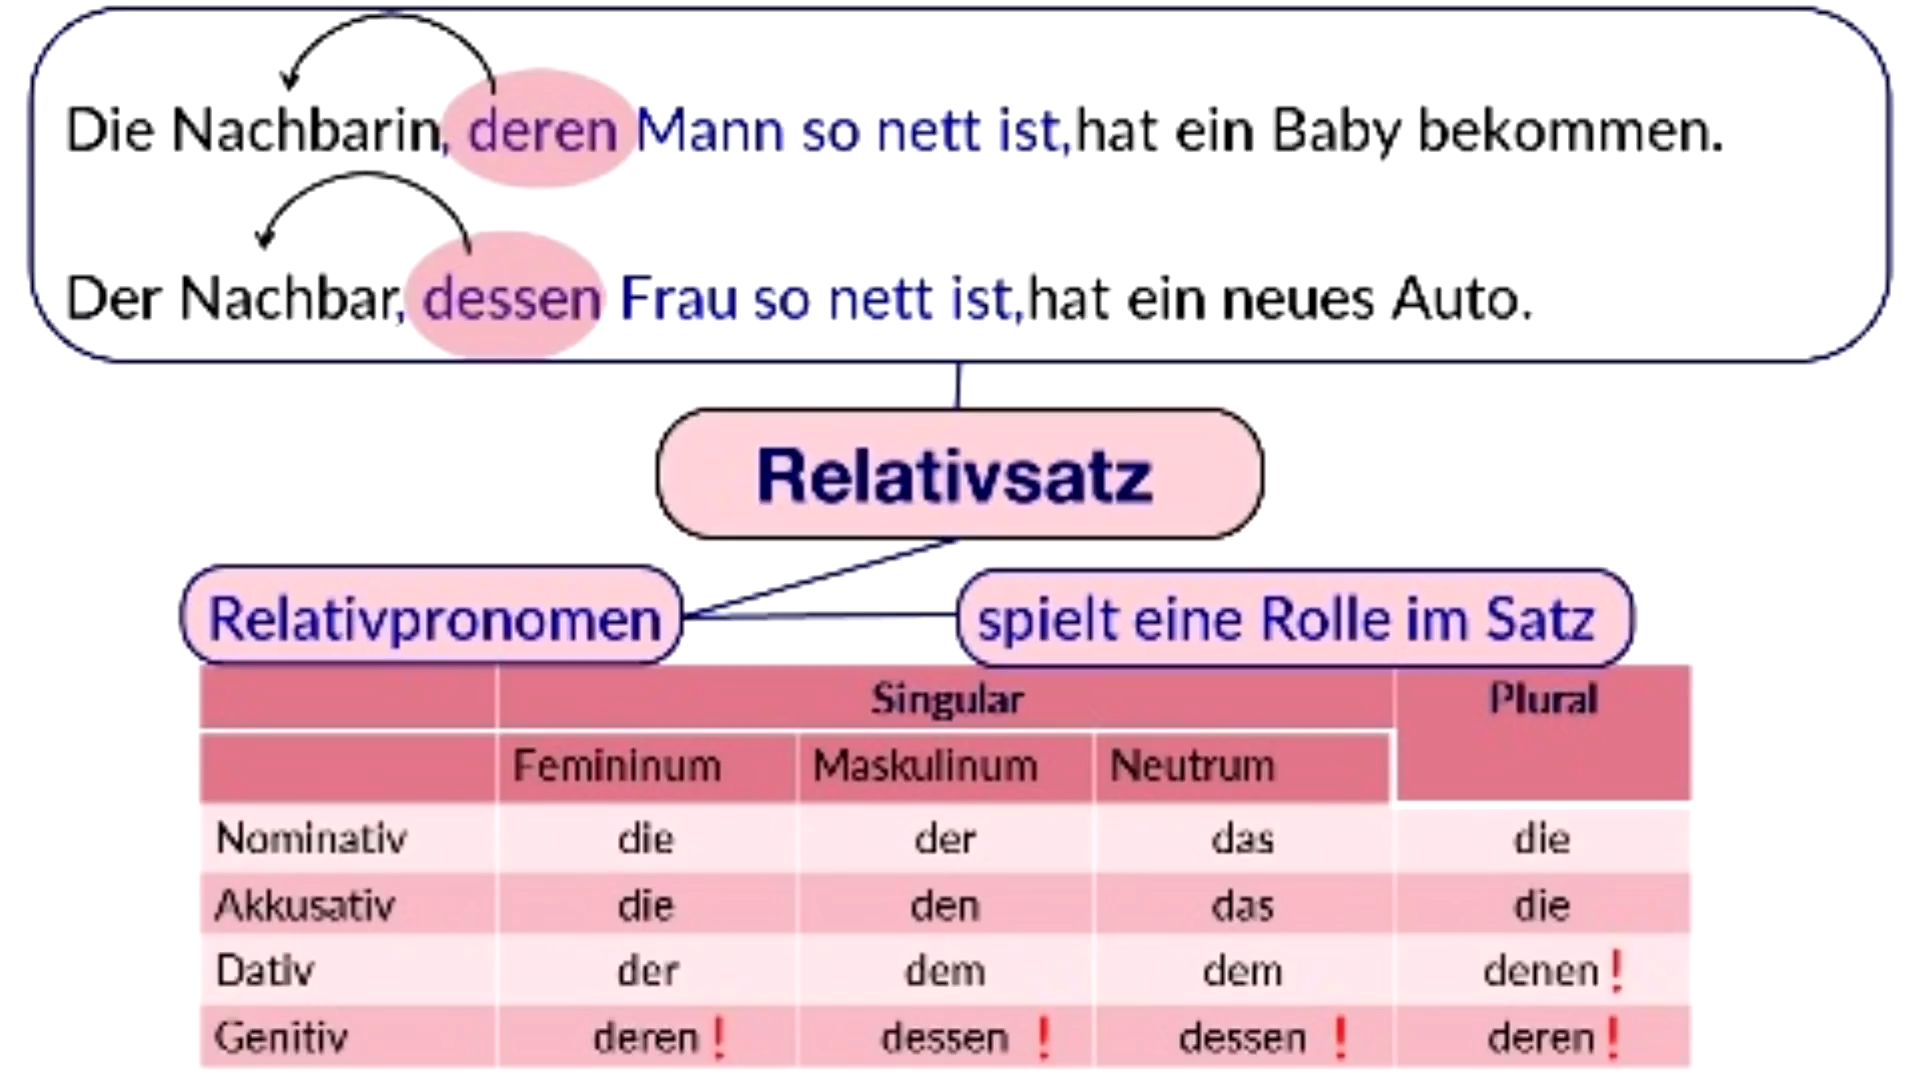 Die Nachbarin, deren Mann so nett ist,hat ein Baby bekommen.
Der Nachbar, dessen Frau so nett ist,hat ein neues Auto.
Relativsatz
Relativpronomen spielt eine Rolle im Satz
Singular Plural
Femininum Maskulinum Neutrum
Nominativ die der das die
Akkusativ die den das die
Dativ der dem dem denen !
Genitiv deren ! dessen ! dessen ! deren !